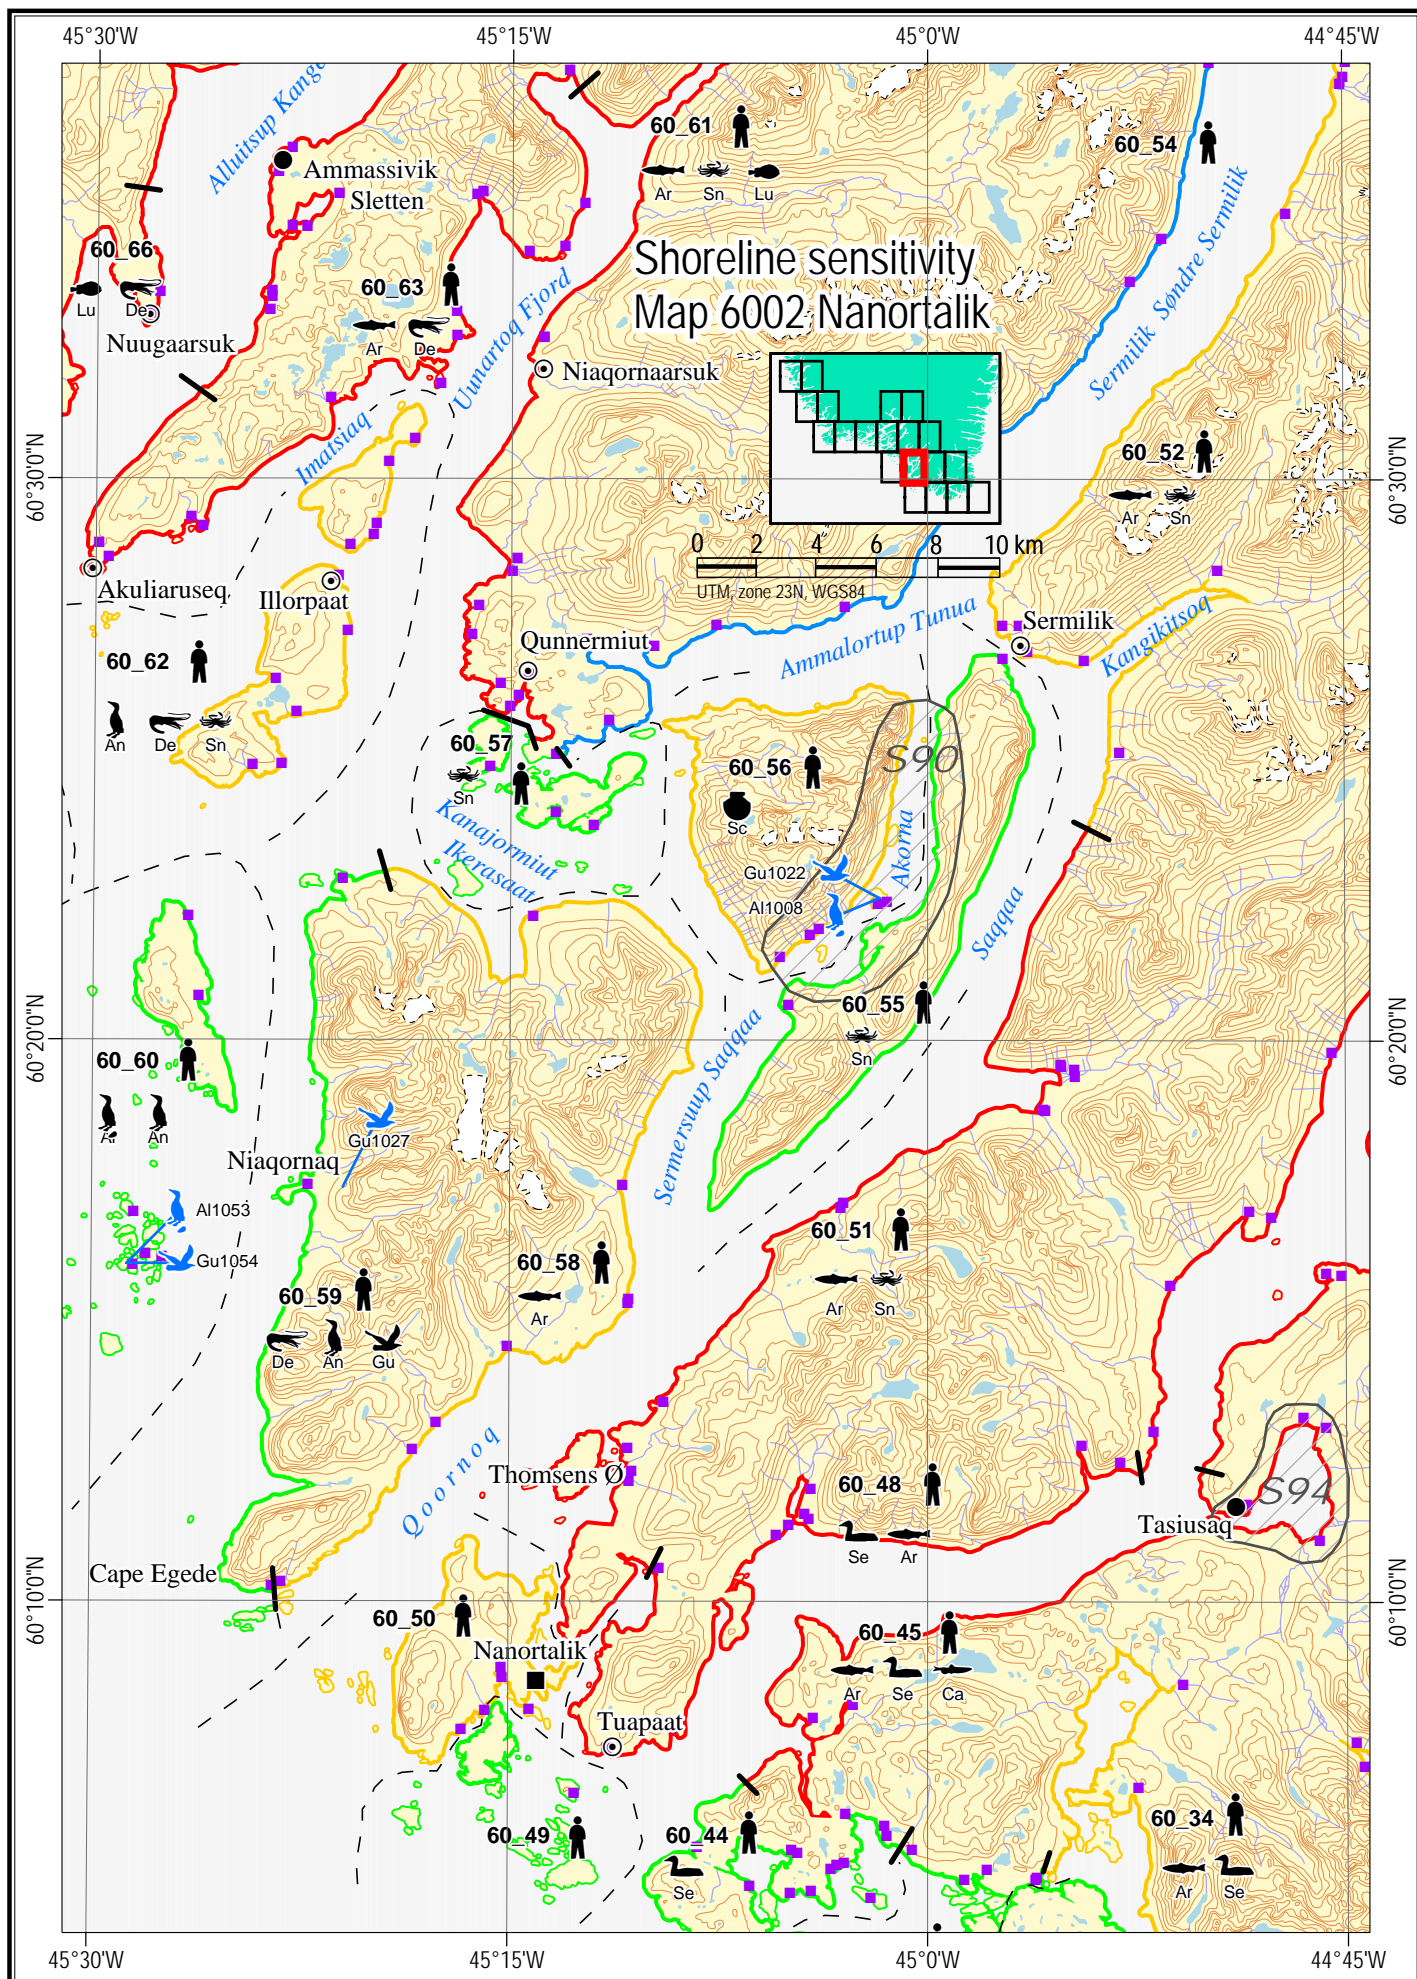 45°30'W 45°15'W 45°0'W 44°45'W
Alluitsup Kange
60_61
Ar Sn Lu
60_54
Ammassivik
Sletten
60_66
Lu De
Nuugaarsuk
60_63
Ar De
Uunartoq Fjord
Shoreline sensitivity
Map 6002 Nanortalik
Sermilik Søndre Sermilik
Niaqornaarsuk
Imatsiaq
60_52
Ar Sn
60°30'0"N
60°30'0"N
0 2 4 6 8 10 km
UTM, zone 23N, WGS84
Akuliaruseq
Illorpaat
Ammalortup Tunua
Sermilik
Kangikitsoq
Qunnermiut
60_62
An De Sn
60_57
Sn
60_56
Sc
S90
Kanajormiut
Ikerasaat
Akorna
Gu1022
Al1008
Saqqaa
60_55
Sn
60°20'0"N
60°20'0"N
60_60
Al An
Sermersuup Saqqaa
Gu1027
Niaqornaq
Al1053
Gu1054
60_51
Ar Sn
60_58
Ar
60_59
De An Gu
Qoornoq
Thomsens Ø
60_48
Se Ar
S94
Tasiusaq
Cape Egede
60°10'0"N
60°10'0"N
60_50
Nanortalik
60_45
Ar Se Ca
Tuapaat
60_49
60_44
Se
60_34
Ar Se
45°30'W 45°15'W 45°0'W 44°45'W